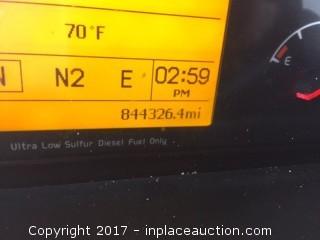 70°F
N N2 E 02:59
PM
844326.4mi
E
Ultra Low Sulfur Diesel Fuel Only
Copyright 2017 - inplaceauction.com